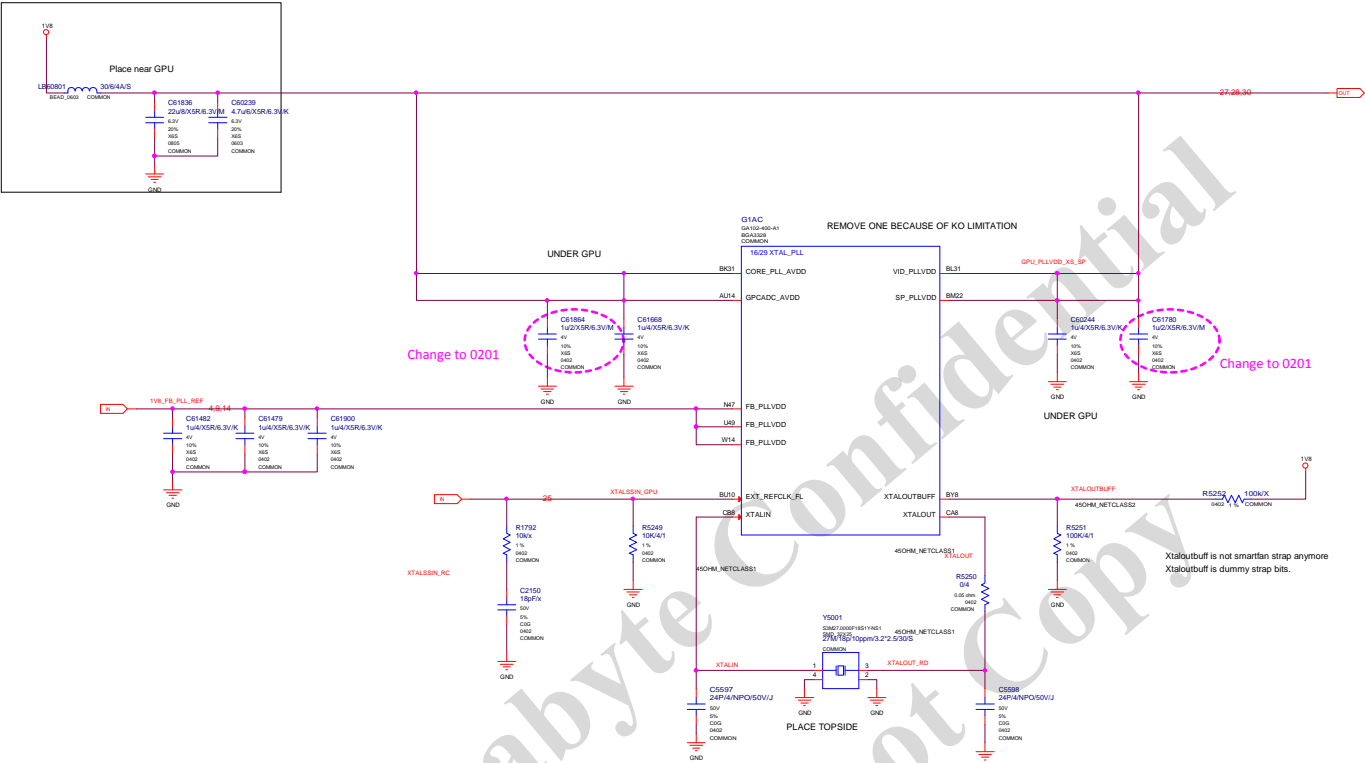 1V8
Place near GPU
LB60801
30/6/4A/S
BEAD_0603
COMMON
C61836
22u/8/X5R/6.3V/M
6.3V
20%
X6S
0805
COMMON
GND
C60239
4.7u/6/X5R/6.3V/K
6.3V
20%
X6S
0603
COMMON
27,28,30
OUT
G1AC
GA102-400-A1
BGA3328
COMMON
REMOVE ONE BECAUSE OF KO LIMITATION
16/29 XTAL_PLL
UNDER GPU
BK31
CORE_PLL_AVDD
VID_PLLVDD
BL31
GPU_PLLVDD_XS_SP
AU14
GPCADC_AVDD
SP_PLLVDD
BM22
C61864
1u/2/X5R/6.3V/M
4V
10%
X6S
0402
COMMON
GND
C61668
1u/4/X5R/6.3V/K
4V
10%
X6S
0402
COMMON
GND
Change to 0201
C60244
1u/4/X5R/6.3V/K
4V
10%
X6S
0402
COMMON
GND
C61780
1u/2/X5R/6.3V/M
4V
10%
X6S
0402
COMMON
GND
Change to 0201
UNDER GPU
IN
1V8_FB_PLL_REF
4,9,14
N47
FB_PLLVDD
U49
FB_PLLVDD
W14
FB_PLLVDD
C61482
1u/4/X5R/6.3V/K
4V
10%
X6S
0402
COMMON
GND
C61479
1u/4/X5R/6.3V/K
4V
10%
X6S
0402
COMMON
C61900
1u/4/X5R/6.3V/K
4V
10%
X6S
0402
COMMON
IN
25
XTALSSIN_GPU
BU10
EXT_REFCLK_FL
XTALOUTBUFF
BY8
XTALOUTBUFF
45OHM_NETCLASS2
CB8
XTALIN
XTALOUT
CA8
R5252
100k/X
0402
1 %
COMMON
1V8
R1792
10k/x
1 %
0402
COMMON
XTALSSIN_RC
C2150
18pF/x
50V
5%
C0G
0402
COMMON
GND
R5249
10K/4/1
1 %
0402
COMMON
GND
45OHM_NETCLASS1
45OHM_NETCLASS1
XTALOUT
R5251
100K/4/1
1 %
0402
COMMON
GND
Xtaloutbuff is not smartfan strap anymore
Xtaloutbuff is dummy strap bits.
R5250
0/4
0.05 ohm
0402
COMMON
Y5001
27M/18p/10ppm/3.2*2.5/30/S
COMMON
45OHM_NETCLASS1
XTALIN
1
4
3
2
XTALOUT_RD
GND
GND
PLACE TOPSIDE
C5597
24P/4/NPO/50V/J
50V
5%
C0G
0402
COMMON
GND
C5598
24P/4/NPO/50V/J
50V
5%
C0G
0402
COMMON
abyte Confidential
ot Copy